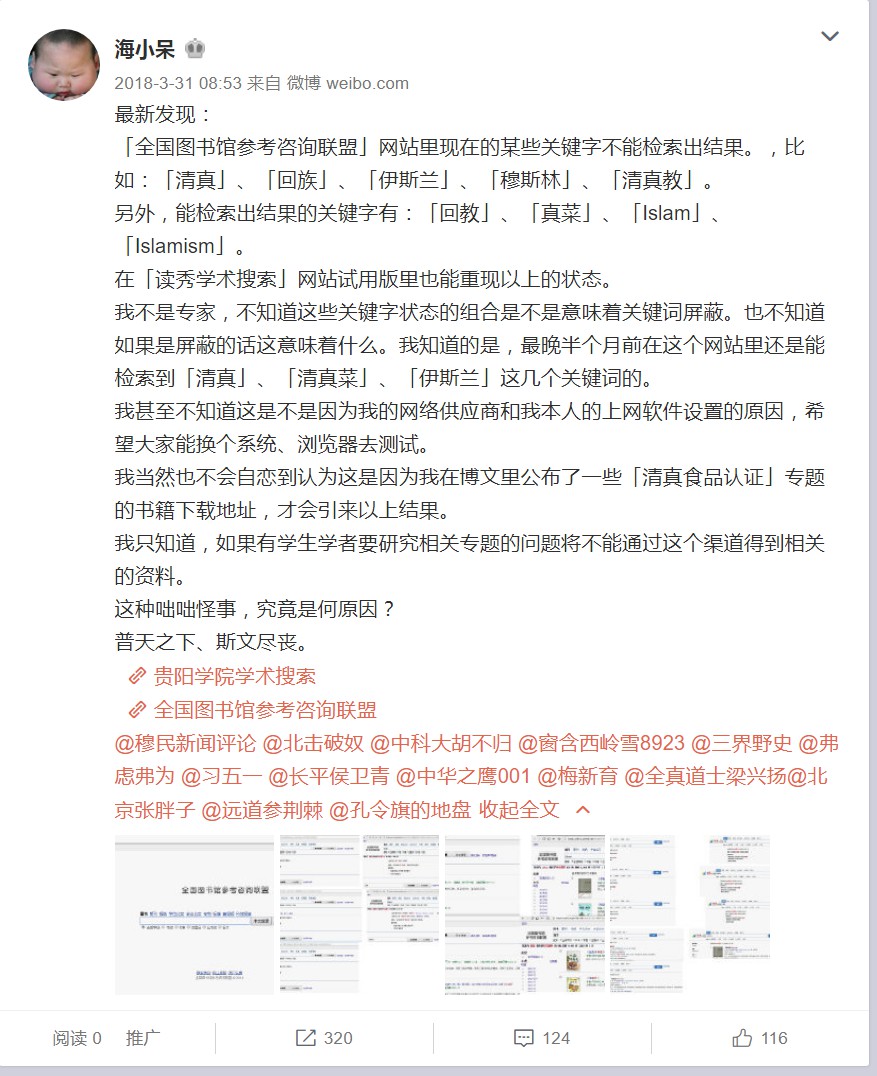 海小呆
2018-3-31 08:53 来自 微博 weibo.com
最新发现：
「全国图书馆参考咨询联盟」网站里现在的某些关键字不能检索出结果。，比
如：「清真」、「回族」、「伊斯兰」、「穆斯林」、「清真教」。
另外，能检索出结果的关键字有：「回教」、「真菜」、「Islam」、
「Islamism」。
在「读秀学术搜索」网站试用版里也能重现以上的状态。
我不是专家，不知道这些关键字状态的组合是不是意味着关键词屏蔽。也不知道
如果是屏蔽的话这意味着什么。我知道的是，最晚半个月前在这个网站里还是能
检索到「清真」、「清真菜」、「伊斯兰」这几个关键词的。
我甚至不知道这是不是因为我的网络供应商和我本人的上网软件设置的原因，希
望大家能换个系统、浏览器去测试。
我当然也不会自恋到认为这是因为我在博文里公布了一些「清真食品认证」专题
的书籍下载地址，才会引来以上结果。
我只知道，如果有学生学者要研究相关专题的问题将不能通过这个渠道得到相关
的资料。
这种咄咄怪事，究竟是何原因？
普天之下、斯文尽丧。
贵阳学院学术搜索
全国图书馆参考咨询联盟
@穆民新闻评论 @北击破奴 @中科大胡不归 @窗含西岭雪8923 @三界野史 @弗
虑弗为 @习五一 @长平侯卫青 @中华之鹰001 @梅新育 @全真道士梁兴扬@北
京张胖子 @远道参荆棘 @孔令旗的地盘 收起全文
全国图书馆参考咨询联盟
阅读 0 推广 320 124 116